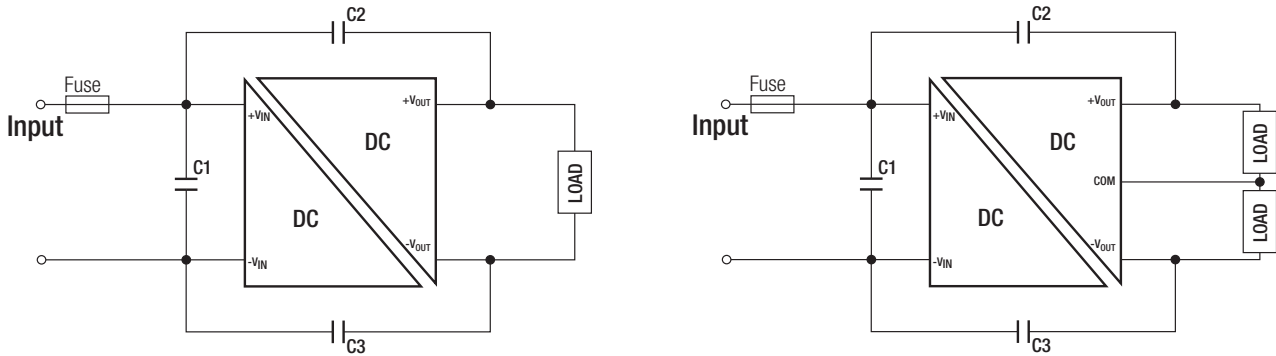 C2
Fuse
+VOUT
Input
+VIN
DC
C1
LOAD
DC
-VOUT
-VIN
C3
C2
Fuse
+VOUT
Input
+VIN
DC
LOAD
C1
COM
DC
LOAD
-VOUT
-VIN
C3